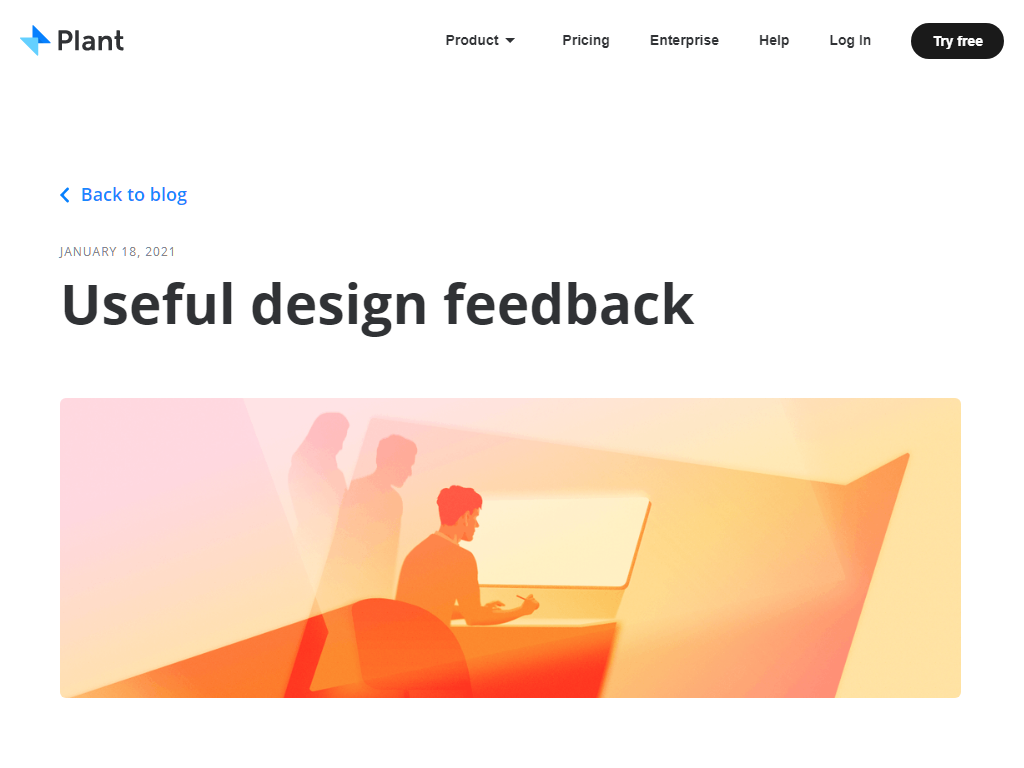 Plant
Product
Pricing
Enterprise
Help
Log In
Try free
Back to blog
JANUARY 18, 2021
Useful design feedback